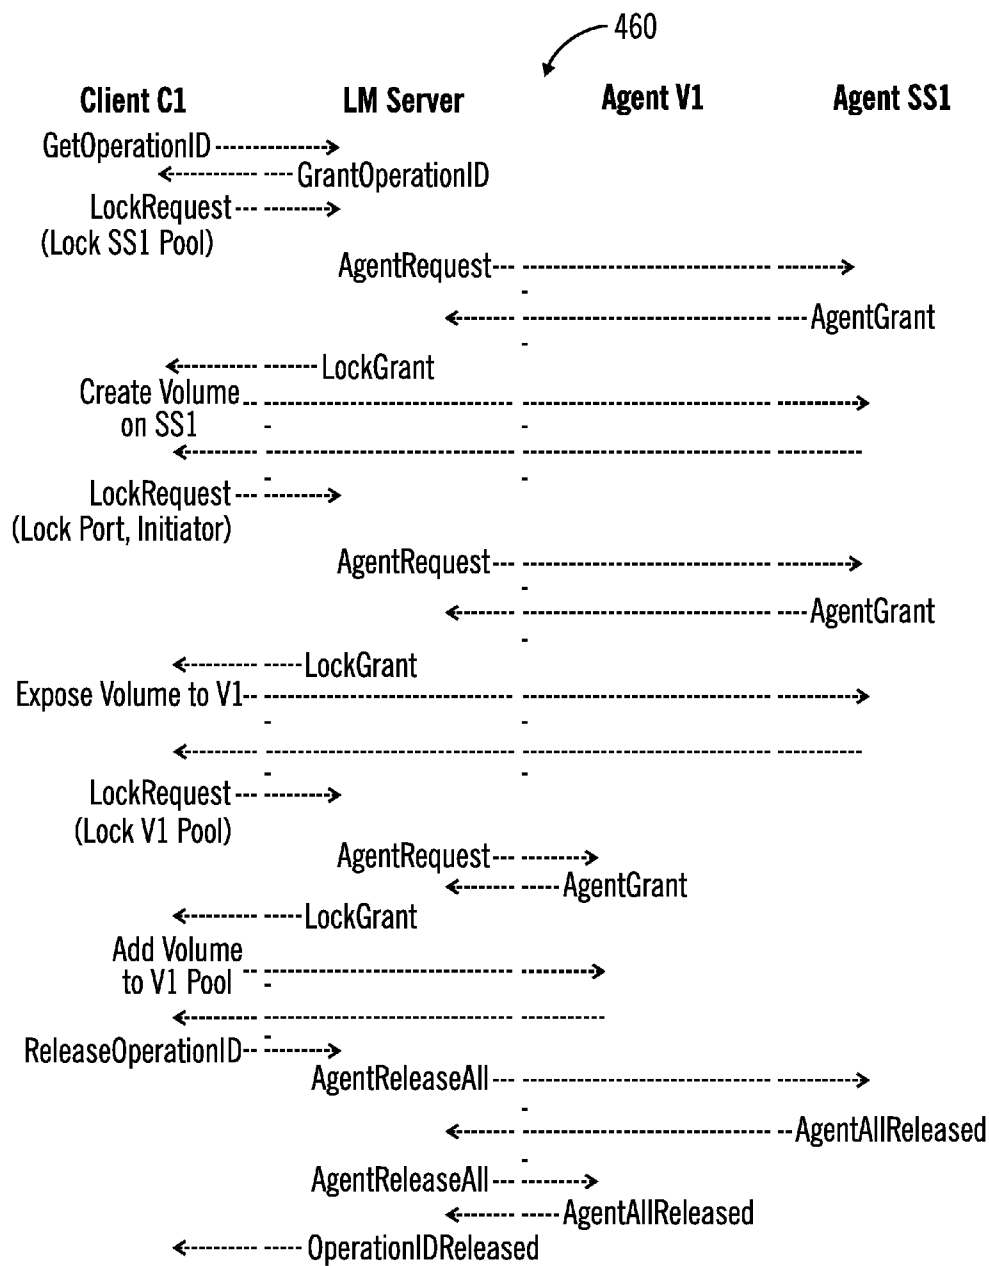 460
Client C1 LM Server Agent V1 Agent SS1
GetOperationID
GrantOperationID
LockRequest
(Lock SS1 Pool)
AgentRequest
AgentGrant
LockGrant
Create Volume
on SS1
LockRequest
(Lock Port, Initiator)
AgentRequest
AgentGrant
LockGrant
Expose Volume to V1
LockRequest
(Lock V1 Pool)
AgentRequest
AgentGrant
LockGrant
Add Volume
to V1 Pool
ReleaseOperationID
AgentReleaseAll
AgentAllReleased
AgentReleaseAll
AgentAllReleased
OperationIDReleased